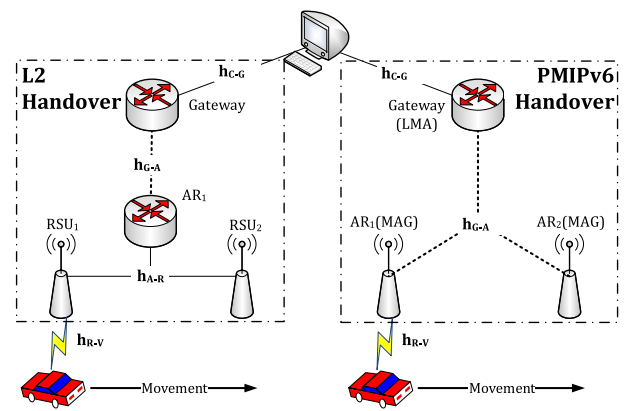 L2
Handover
h_C-G
Gateway
h_G-A
AR₁
RSU₁
RSU₂
h_A-R
h_R-V
Movement
h_C-G
PMIPv6
Handover
Gateway
(LMA)
h_G-A
AR₁(MAG)
AR₂(MAG)
h_R-V
Movement